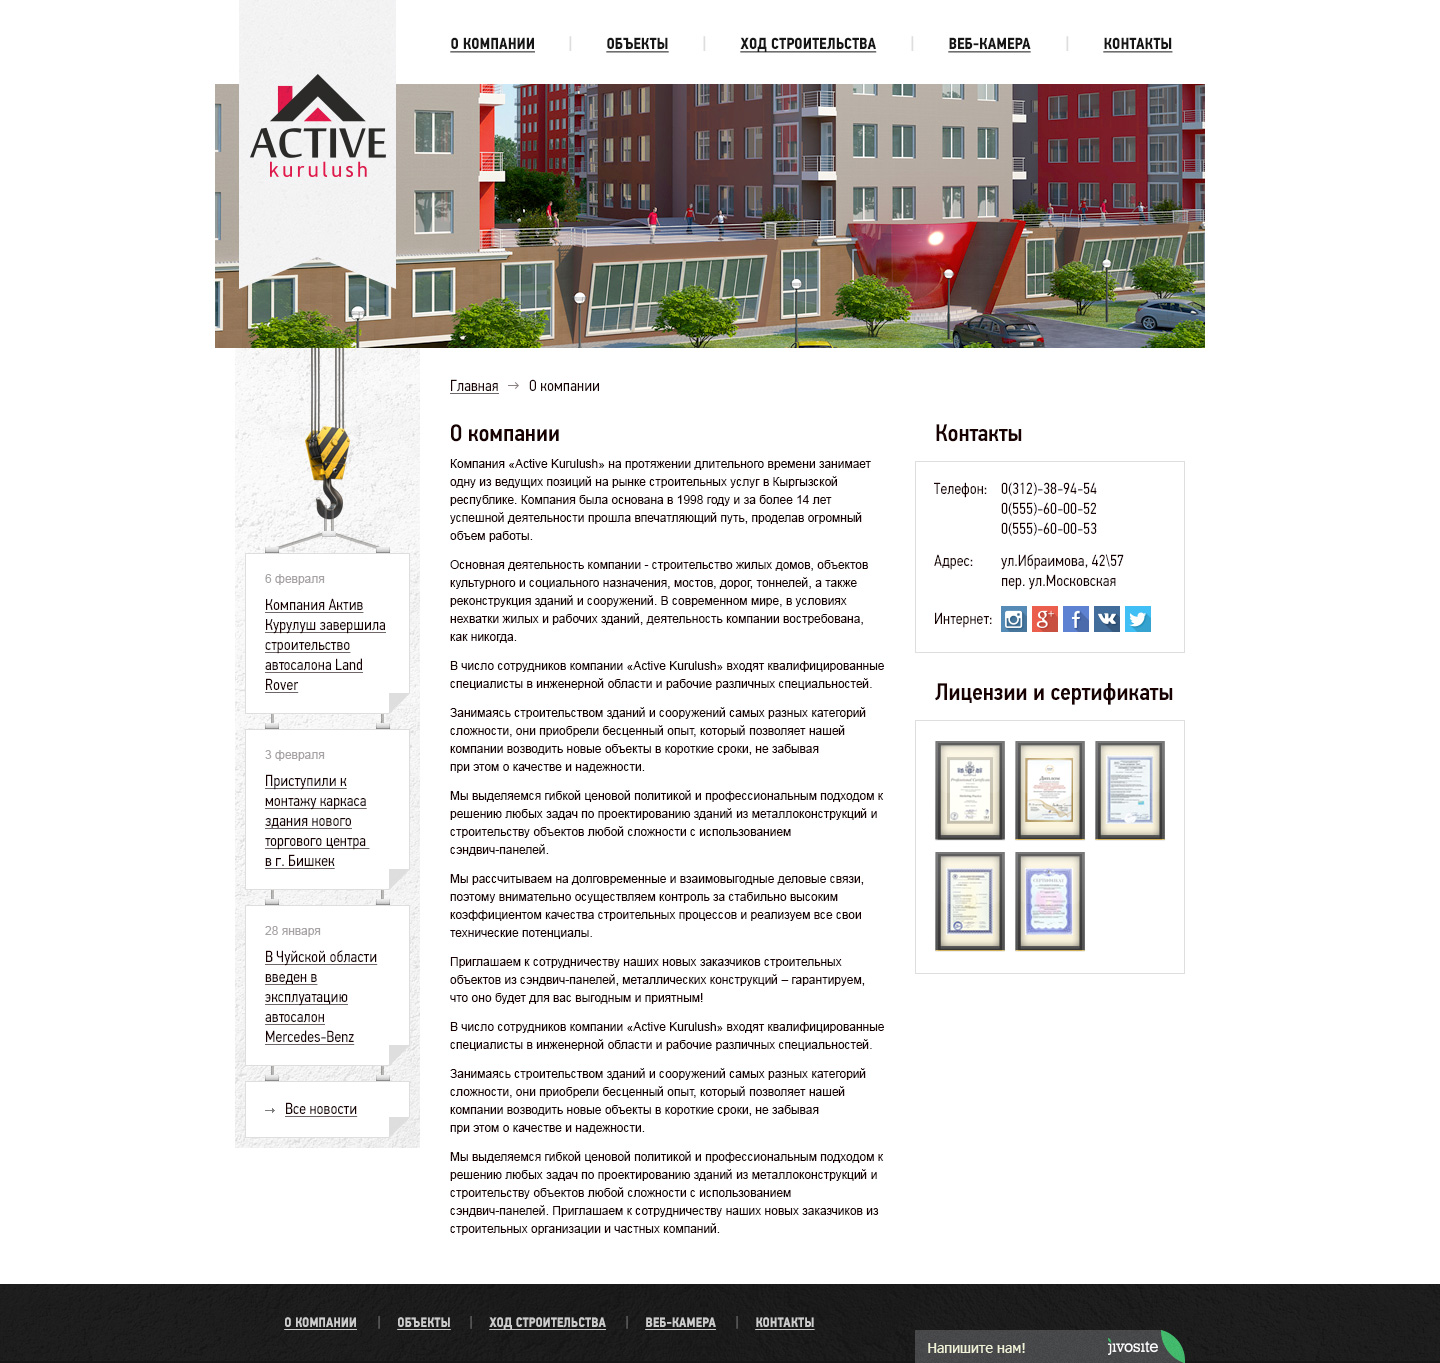 О КОМПАНИИ
ОБЪЕКТЫ
ХОД СТРОИТЕЛЬСТВА
ВЕБ-КАМЕРА
КОНТАКТЫ
ACTIVE
kurulush
Главная → О компании
6 февраля
Компания Актив
Курулуш завершила
строительство
автосалона Land
Rover
3 февраля
Приступили к
монтажу каркаса
здания нового
торгового центра
в г. Бишкек
28 января
В Чуйской области
введен в
эксплуатацию
автосалон
Mercedes-Benz
→ Все новости
О компании
Компания «Active Kurulush» на протяжении длительного времени занимает
одну из ведущих позиций на рынке строительных услуг в Кыргызской
республике. Компания была основана в 1998 году и за более 14 лет
успешной деятельности прошла впечатляющий путь, проделав огромный
объем работы.
Основная деятельность компании - строительство жилых домов, объектов
культурного и социального назначения, мостов, дорог, тоннелей, а также
реконструкция зданий и сооружений. В современном мире, в условиях
нехватки жилых и рабочих зданий, деятельность компании востребована,
как никогда.
В число сотрудников компании «Active Kurulush» входят квалифицированные
специалисты в инженерной области и рабочие различных специальностей.
Занимаясь строительством зданий и сооружений самых разных категорий
сложности, они приобрели бесценный опыт, который позволяет нашей
компании возводить новые объекты в короткие сроки, не забывая
при этом о качестве и надежности.
Мы выделяемся гибкой ценовой политикой и профессиональным подходом к
решению любых задач по проектированию зданий из металлоконструкций и
строительству объектов любой сложности с использованием
сэндвич-панелей.
Мы рассчитываем на долговременные и взаимовыгодные деловые связи,
поэтому внимательно осуществляем контроль за стабильно высоким
коэффициентом качества строительных процессов и реализуем все свои
технические потенциалы.
Приглашаем к сотрудничеству наших новых заказчиков строительных
объектов из сэндвич-панелей, металлических конструкций – гарантируем,
что оно будет для вас выгодным и приятным!
В число сотрудников компании «Active Kurulush» входят квалифицированные
специалисты в инженерной области и рабочие различных специальностей.
Занимаясь строительством зданий и сооружений самых разных категорий
сложности, они приобрели бесценный опыт, который позволяет нашей
компании возводить новые объекты в короткие сроки, не забывая
при этом о качестве и надежности.
Мы выделяемся гибкой ценовой политикой и профессиональным подходом к
решению любых задач по проектированию зданий из металлоконструкций и
строительству объектов любой сложности с использованием
сэндвич-панелей. Приглашаем к сотрудничеству наших новых заказчиков из
строительных организации и частных компаний.
Контакты
Телефон: 0(312)-38-94-54
0(555)-60-00-52
0(555)-60-00-53
Адрес: ул.Ибраимова, 42\57
пер. ул.Московская
Интернет:
Лицензии и сертификаты
О КОМПАНИИ
ОБЪЕКТЫ
ХОД СТРОИТЕЛЬСТВА
ВЕБ-КАМЕРА
КОНТАКТЫ
Напишите нам!
jivosite